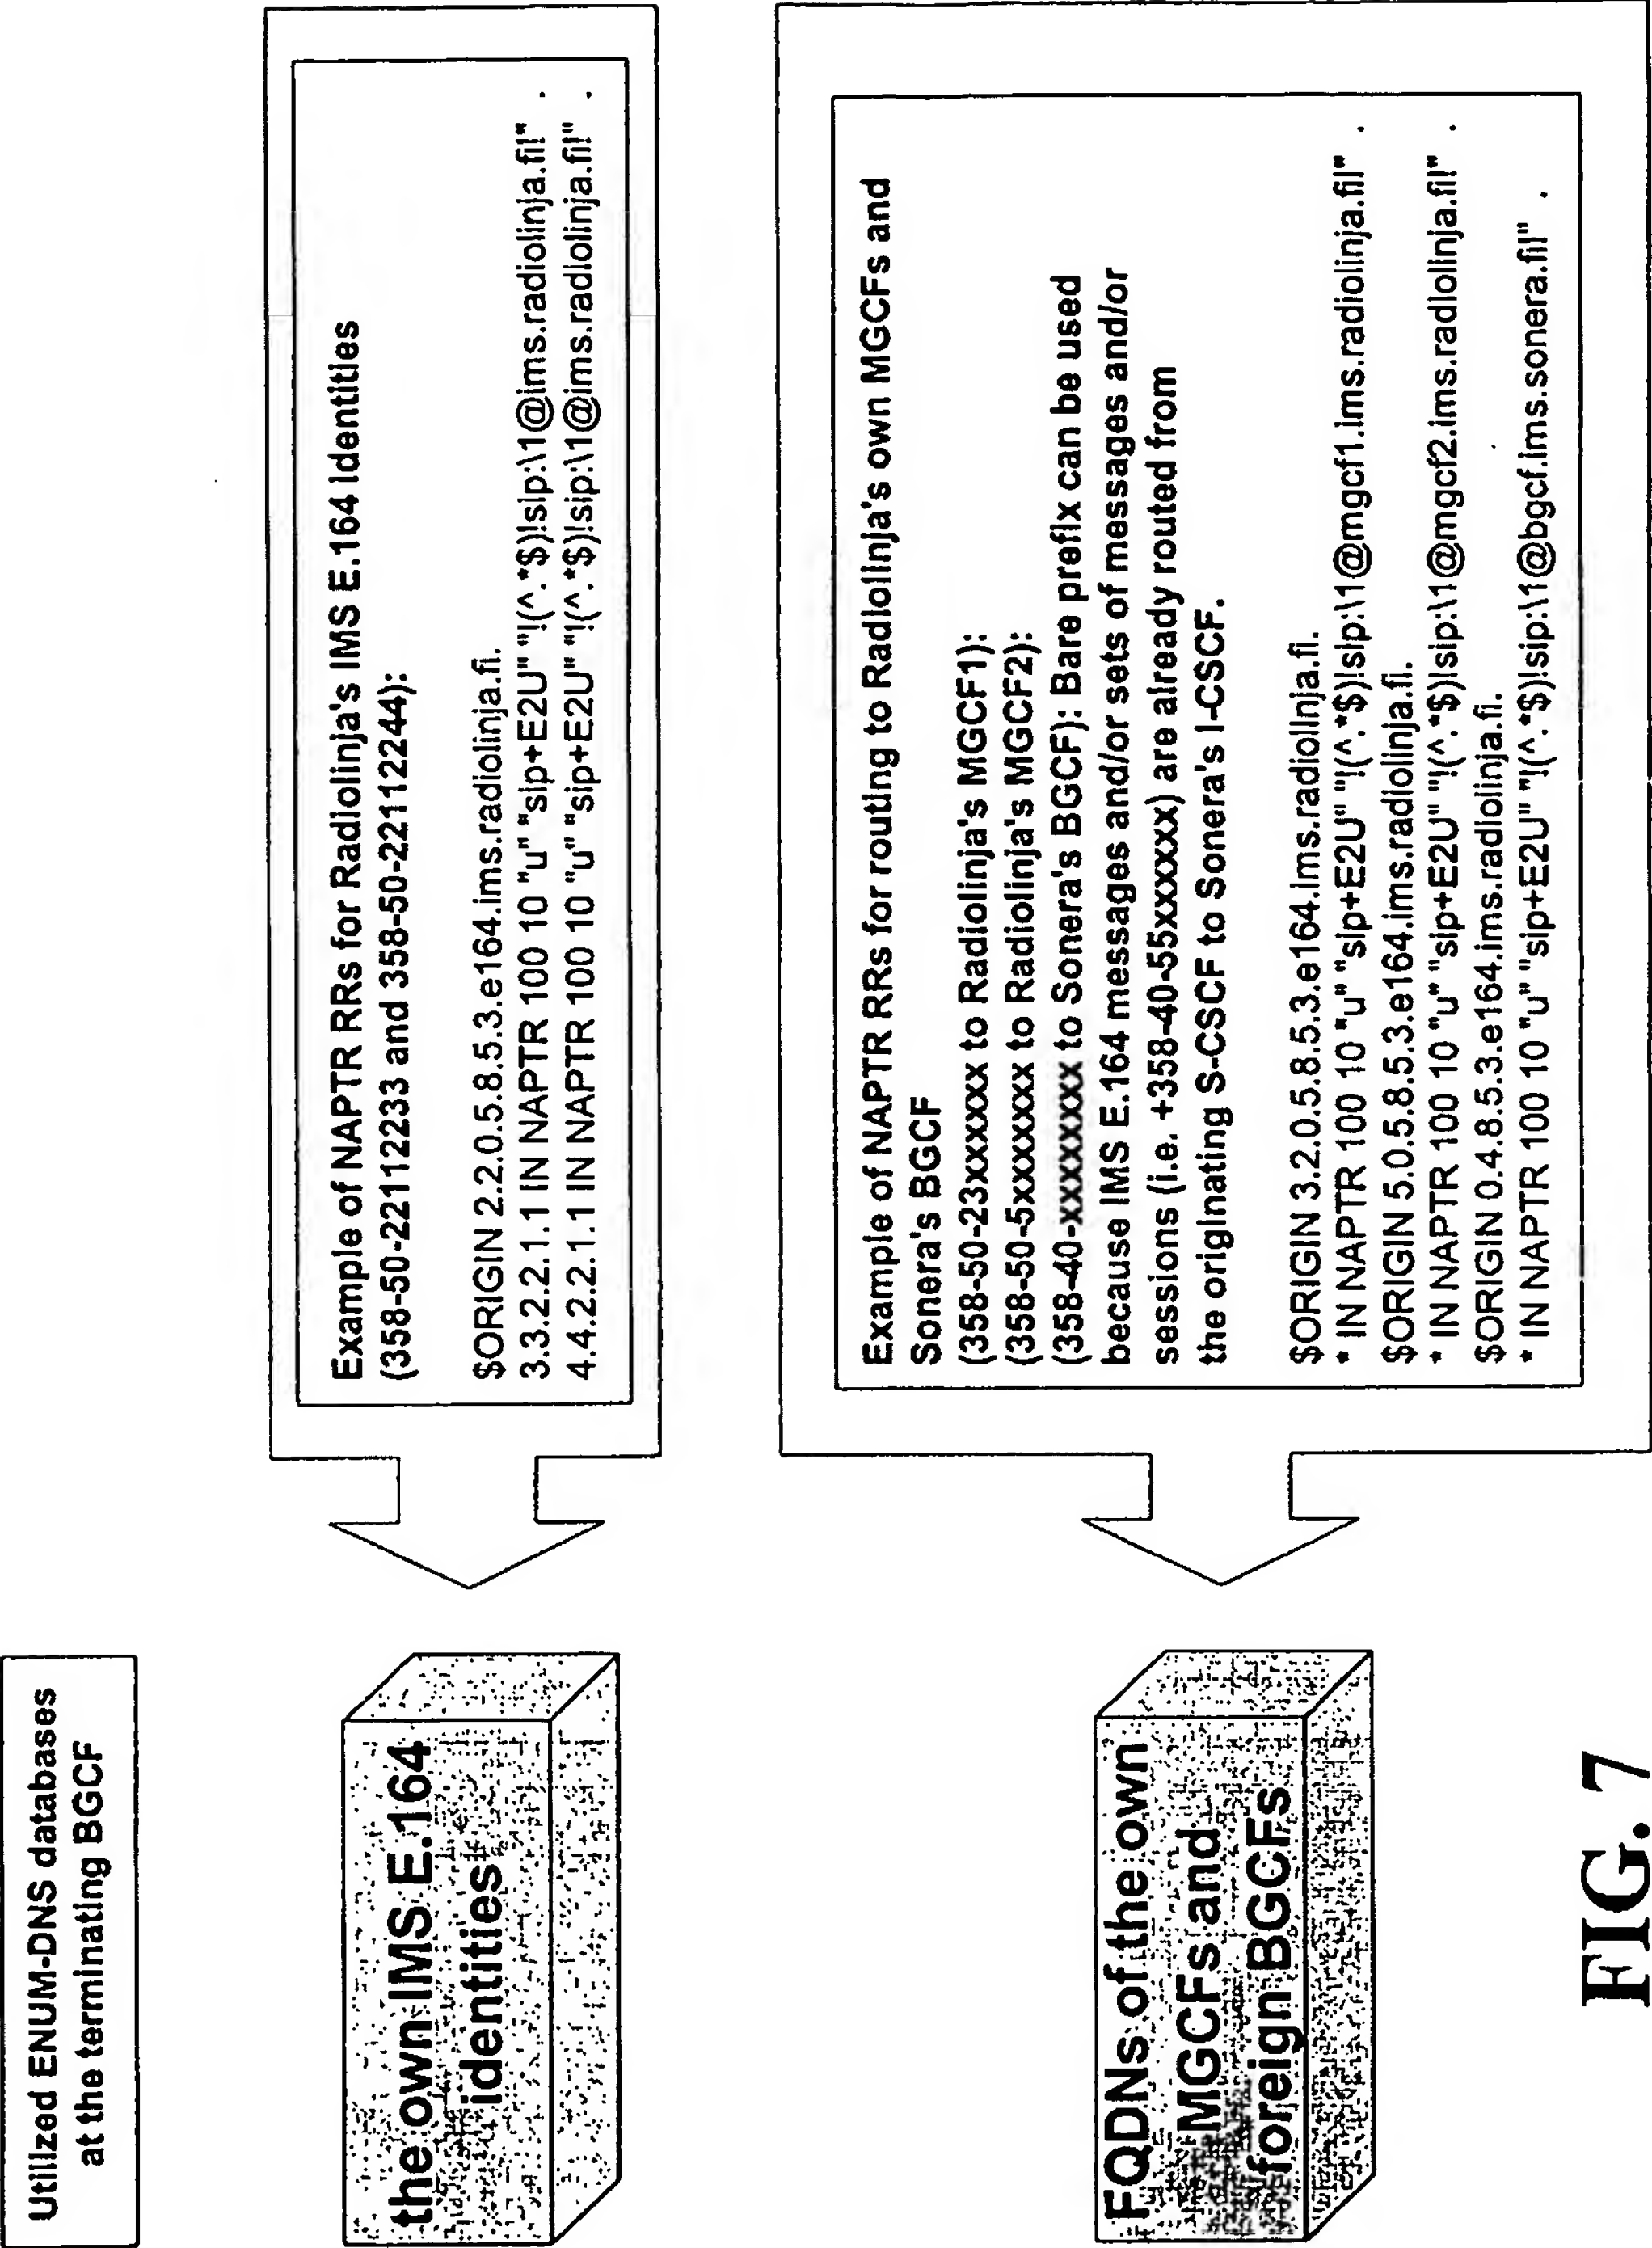 Utilized ENUM-DNS databases
at the terminating BGCF
the own IMS E.164
identities
Example of NAPTR RRs for Radiolinja's IMS E.164 identities
(358-50-22112233 and 358-50-22112244):
$ORIGIN 2.2.0.5.8.5.3.e164.ims.radiolinja.fi.
3.3.2.2.1.1 IN NAPTR 100 10 "u" "sip+E2U" "!(^.*$)!sip:\1@ims.radiolinja.fi!" .
4.4.2.2.1.1 IN NAPTR 100 10 "u" "sip+E2U" "!(^.*$)!sip:\1@ims.radiolinja.fi!" .
FQDNs of the own
MGCFs and
foreign BGCFs
Example of NAPTR RRs for routing to Radiolinja's own MGCFs and
Sonera's BGCF
(358-50-23xxxxxx to Radiolinja's MGCF1):
(358-50-5xxxxxxx to Radiolinja's MGCF2):
(358-40-xxxxxxxx to Sonera's BGCF): Bare prefix can be used
because IMS E.164 messages and/or sets of messages and/or
sessions (i.e. +358-40-55xxxxxx) are already routed from
the originating S-CSCF to Sonera's I-CSCF.
$ORIGIN 3.2.0.5.8.5.3.e164.ims.radiolinja.fi.
* IN NAPTR 100 10 "u" "sip+E2U" "!(^.*$)!sip:\1@mgcf1.ims.radiolinja.fi!" .
$ORIGIN 5.0.5.8.5.3.e164.ims.radiolinja.fi.
* IN NAPTR 100 10 "u" "sip+E2U" "!(^.*$)!sip:\1@mgcf2.ims.radiolinja.fi!" .
$ORIGIN 0.4.8.5.3.e164.ims.radiolinja.fi.
* IN NAPTR 100 10 "u" "sip+E2U" "!(^.*$)!sip:\1@bgcf.ims.sonera.fi!" .
FIG. 7